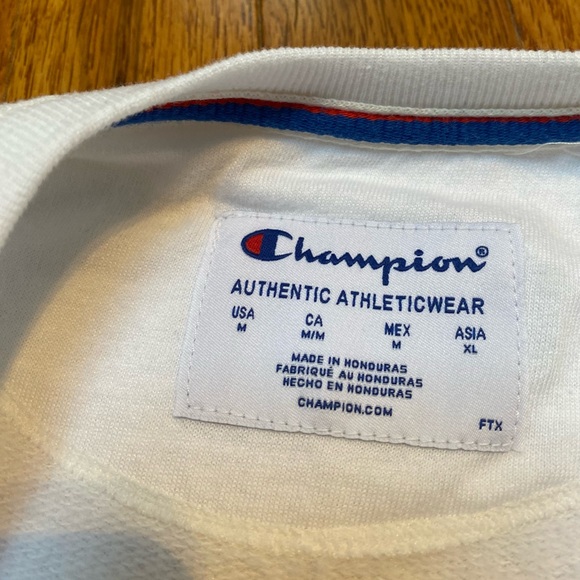 Champion®
AUTHENTIC ATHLETICWEAR
USA CA MEX ASIA
M M/M M XL
MADE IN HONDURAS
FABRIQUÉ AU HONDURAS
HECHO EN HONDURAS
CHAMPION.COM
FTX